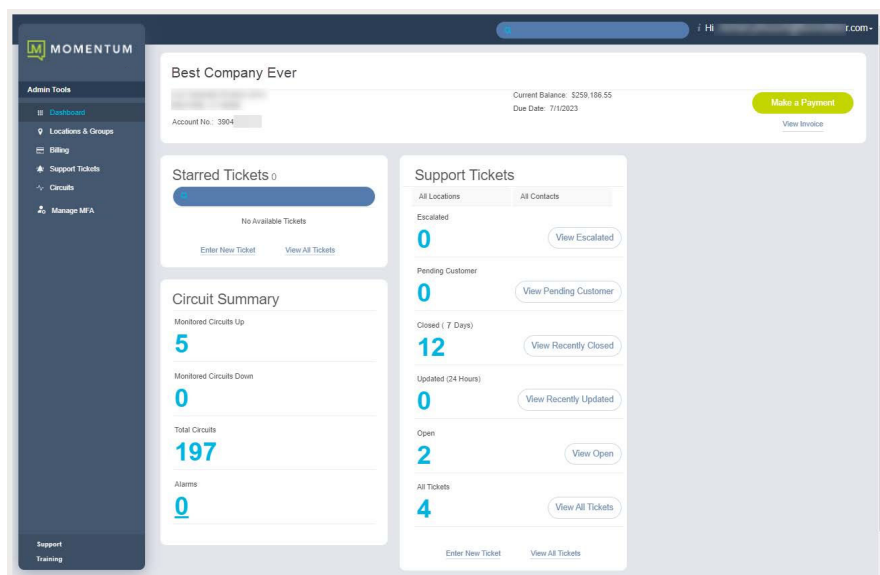 MOMENTUM
Hi r.com
Admin Tools
Dashboard
Locations & Groups
Billing
Support Tickets
Circuits
Manage MFA
Support
Training
Best Company Ever
Account No.: 3904
Current Balance: $259,186.55
Due Date: 7/1/2023
Make a Payment
View Invoice
Starred Tickets 0
No Available Tickets
Enter New Ticket View All Tickets
Circuit Summary
Monitored Circuits Up
5
Monitored Circuits Down
0
Total Circuits
197
Alarms
0
Support Tickets
All Locations All Contacts
Escalated
0 View Escalated
Pending Customer
0 View Pending Customer
Closed ( 7 Days)
12 View Recently Closed
Updated (24 Hours)
0 View Recently Updated
Open
2 View Open
All Tickets
4 View All Tickets
Enter New Ticket View All Tickets